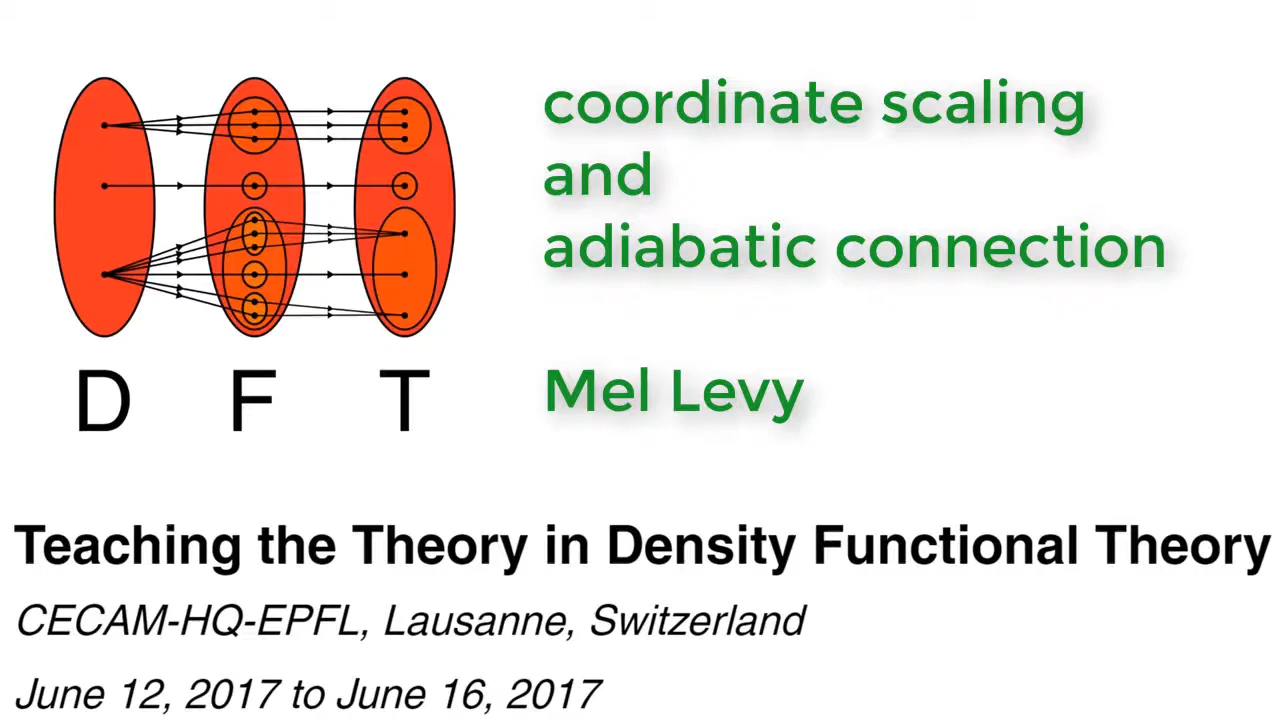 coordinate scaling
and
adiabatic connection
D F T
Mel Levy
Teaching the Theory in Density Functional Theory
CECAM-HQ-EPFL, Lausanne, Switzerland
June 12, 2017 to June 16, 2017